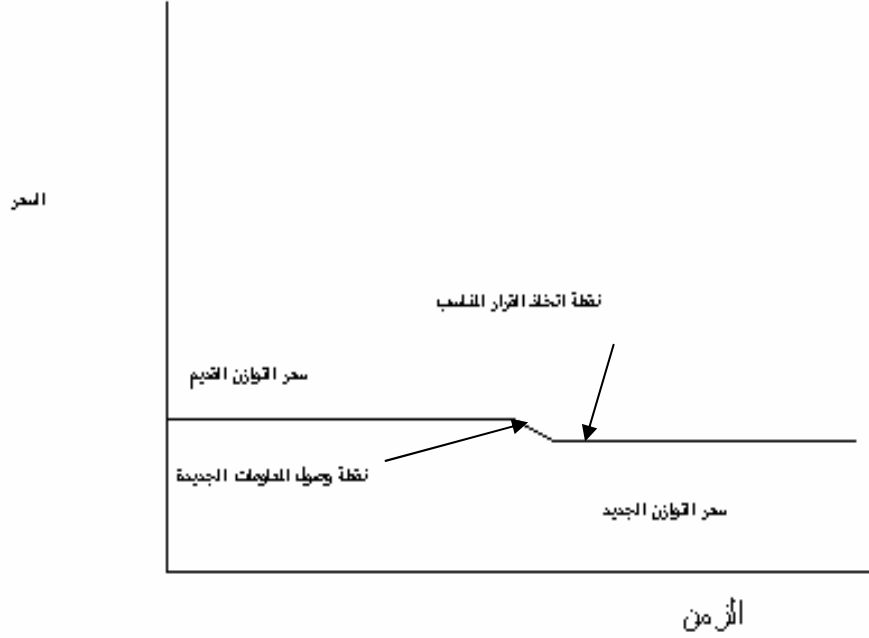 السعر
نقطة اتخاذ القرار المناسب
سعر التوازن القديم
نقطة وصول المعلومات الجديدة
سعر التوازن الجديد
الزمن